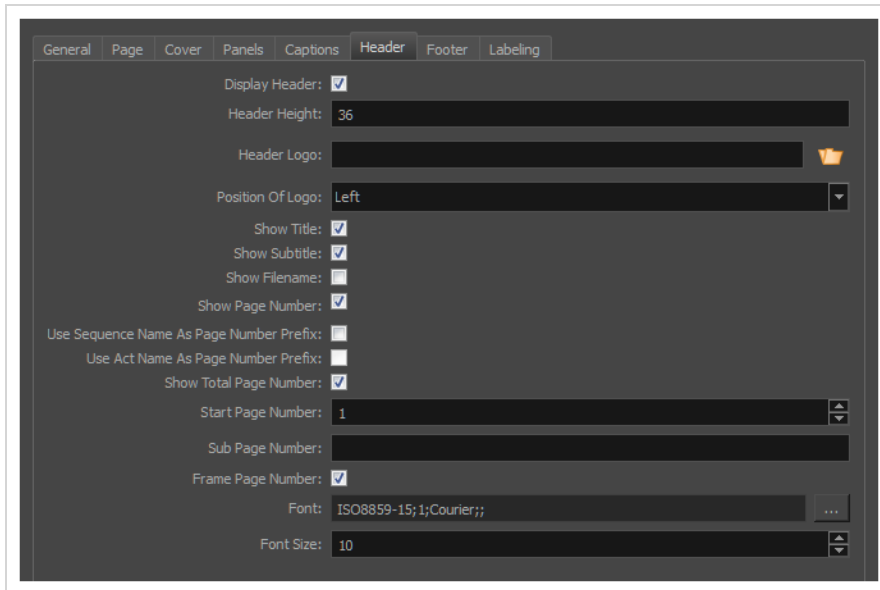 General Page Cover Panels Captions Header Footer Labeling
Display Header:
Header Height: 36
Header Logo:
Position Of Logo: Left
Show Title:
Show Subtitle:
Show Filename:
Show Page Number:
Use Sequence Name As Page Number Prefix:
Use Act Name As Page Number Prefix:
Show Total Page Number:
Start Page Number: 1
Sub Page Number:
Frame Page Number:
Font: ISO8859-15;1;Courier;; ...
Font Size: 10